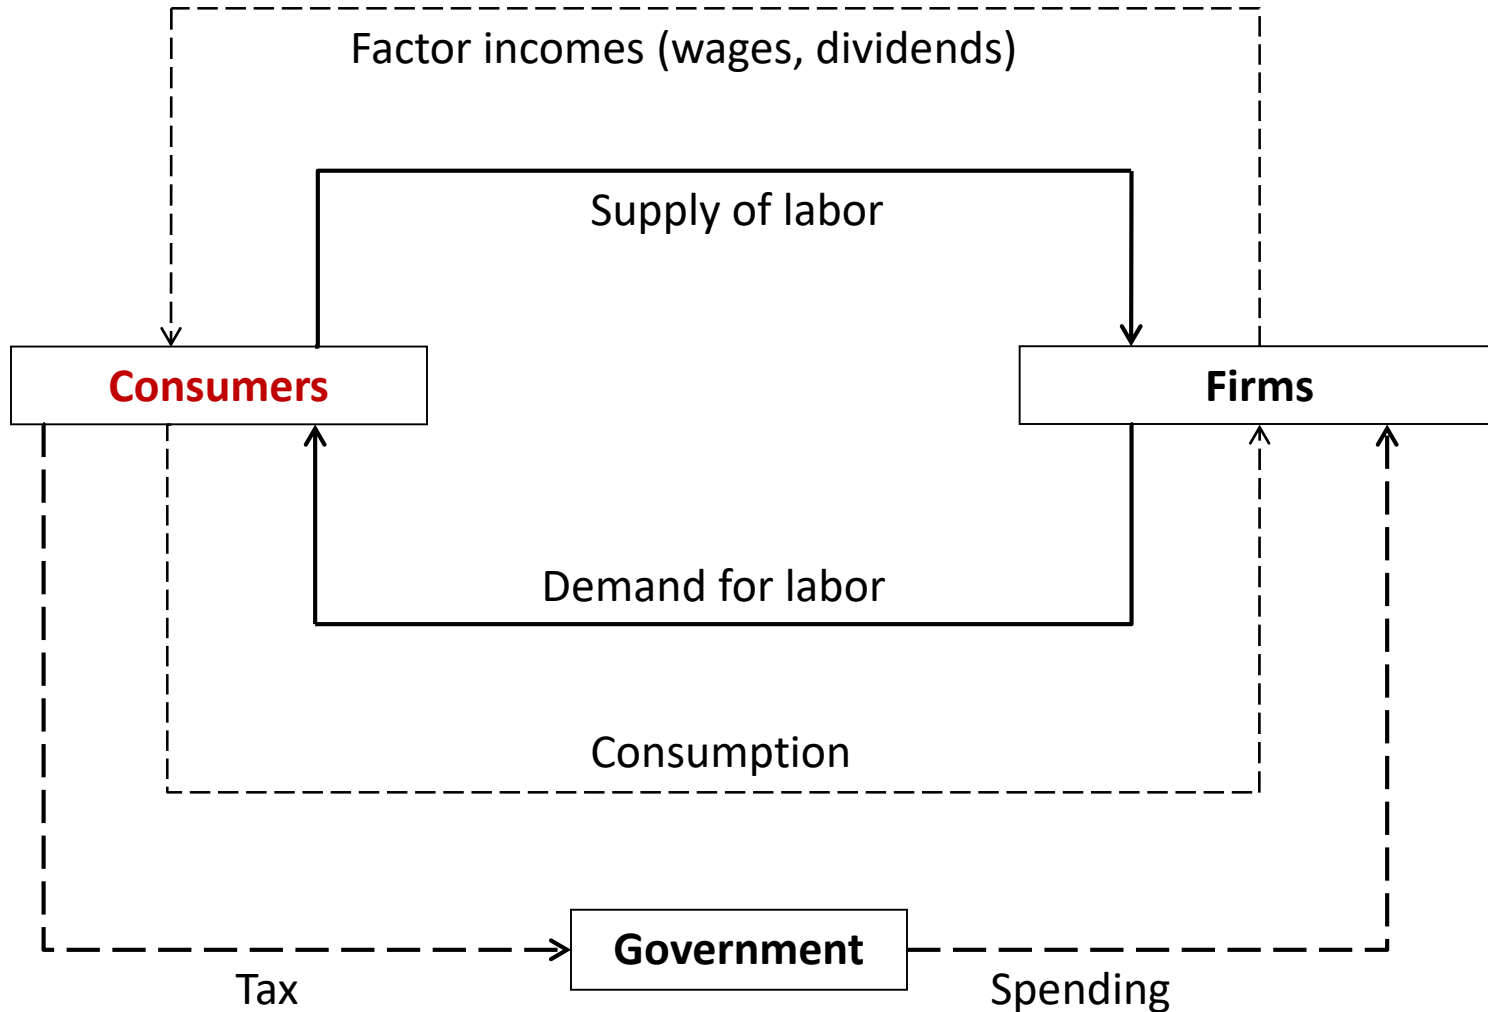 Factor incomes (wages, dividends)
Supply of labor
Consumers
Firms
Demand for labor
Consumption
Government
Tax
Spending